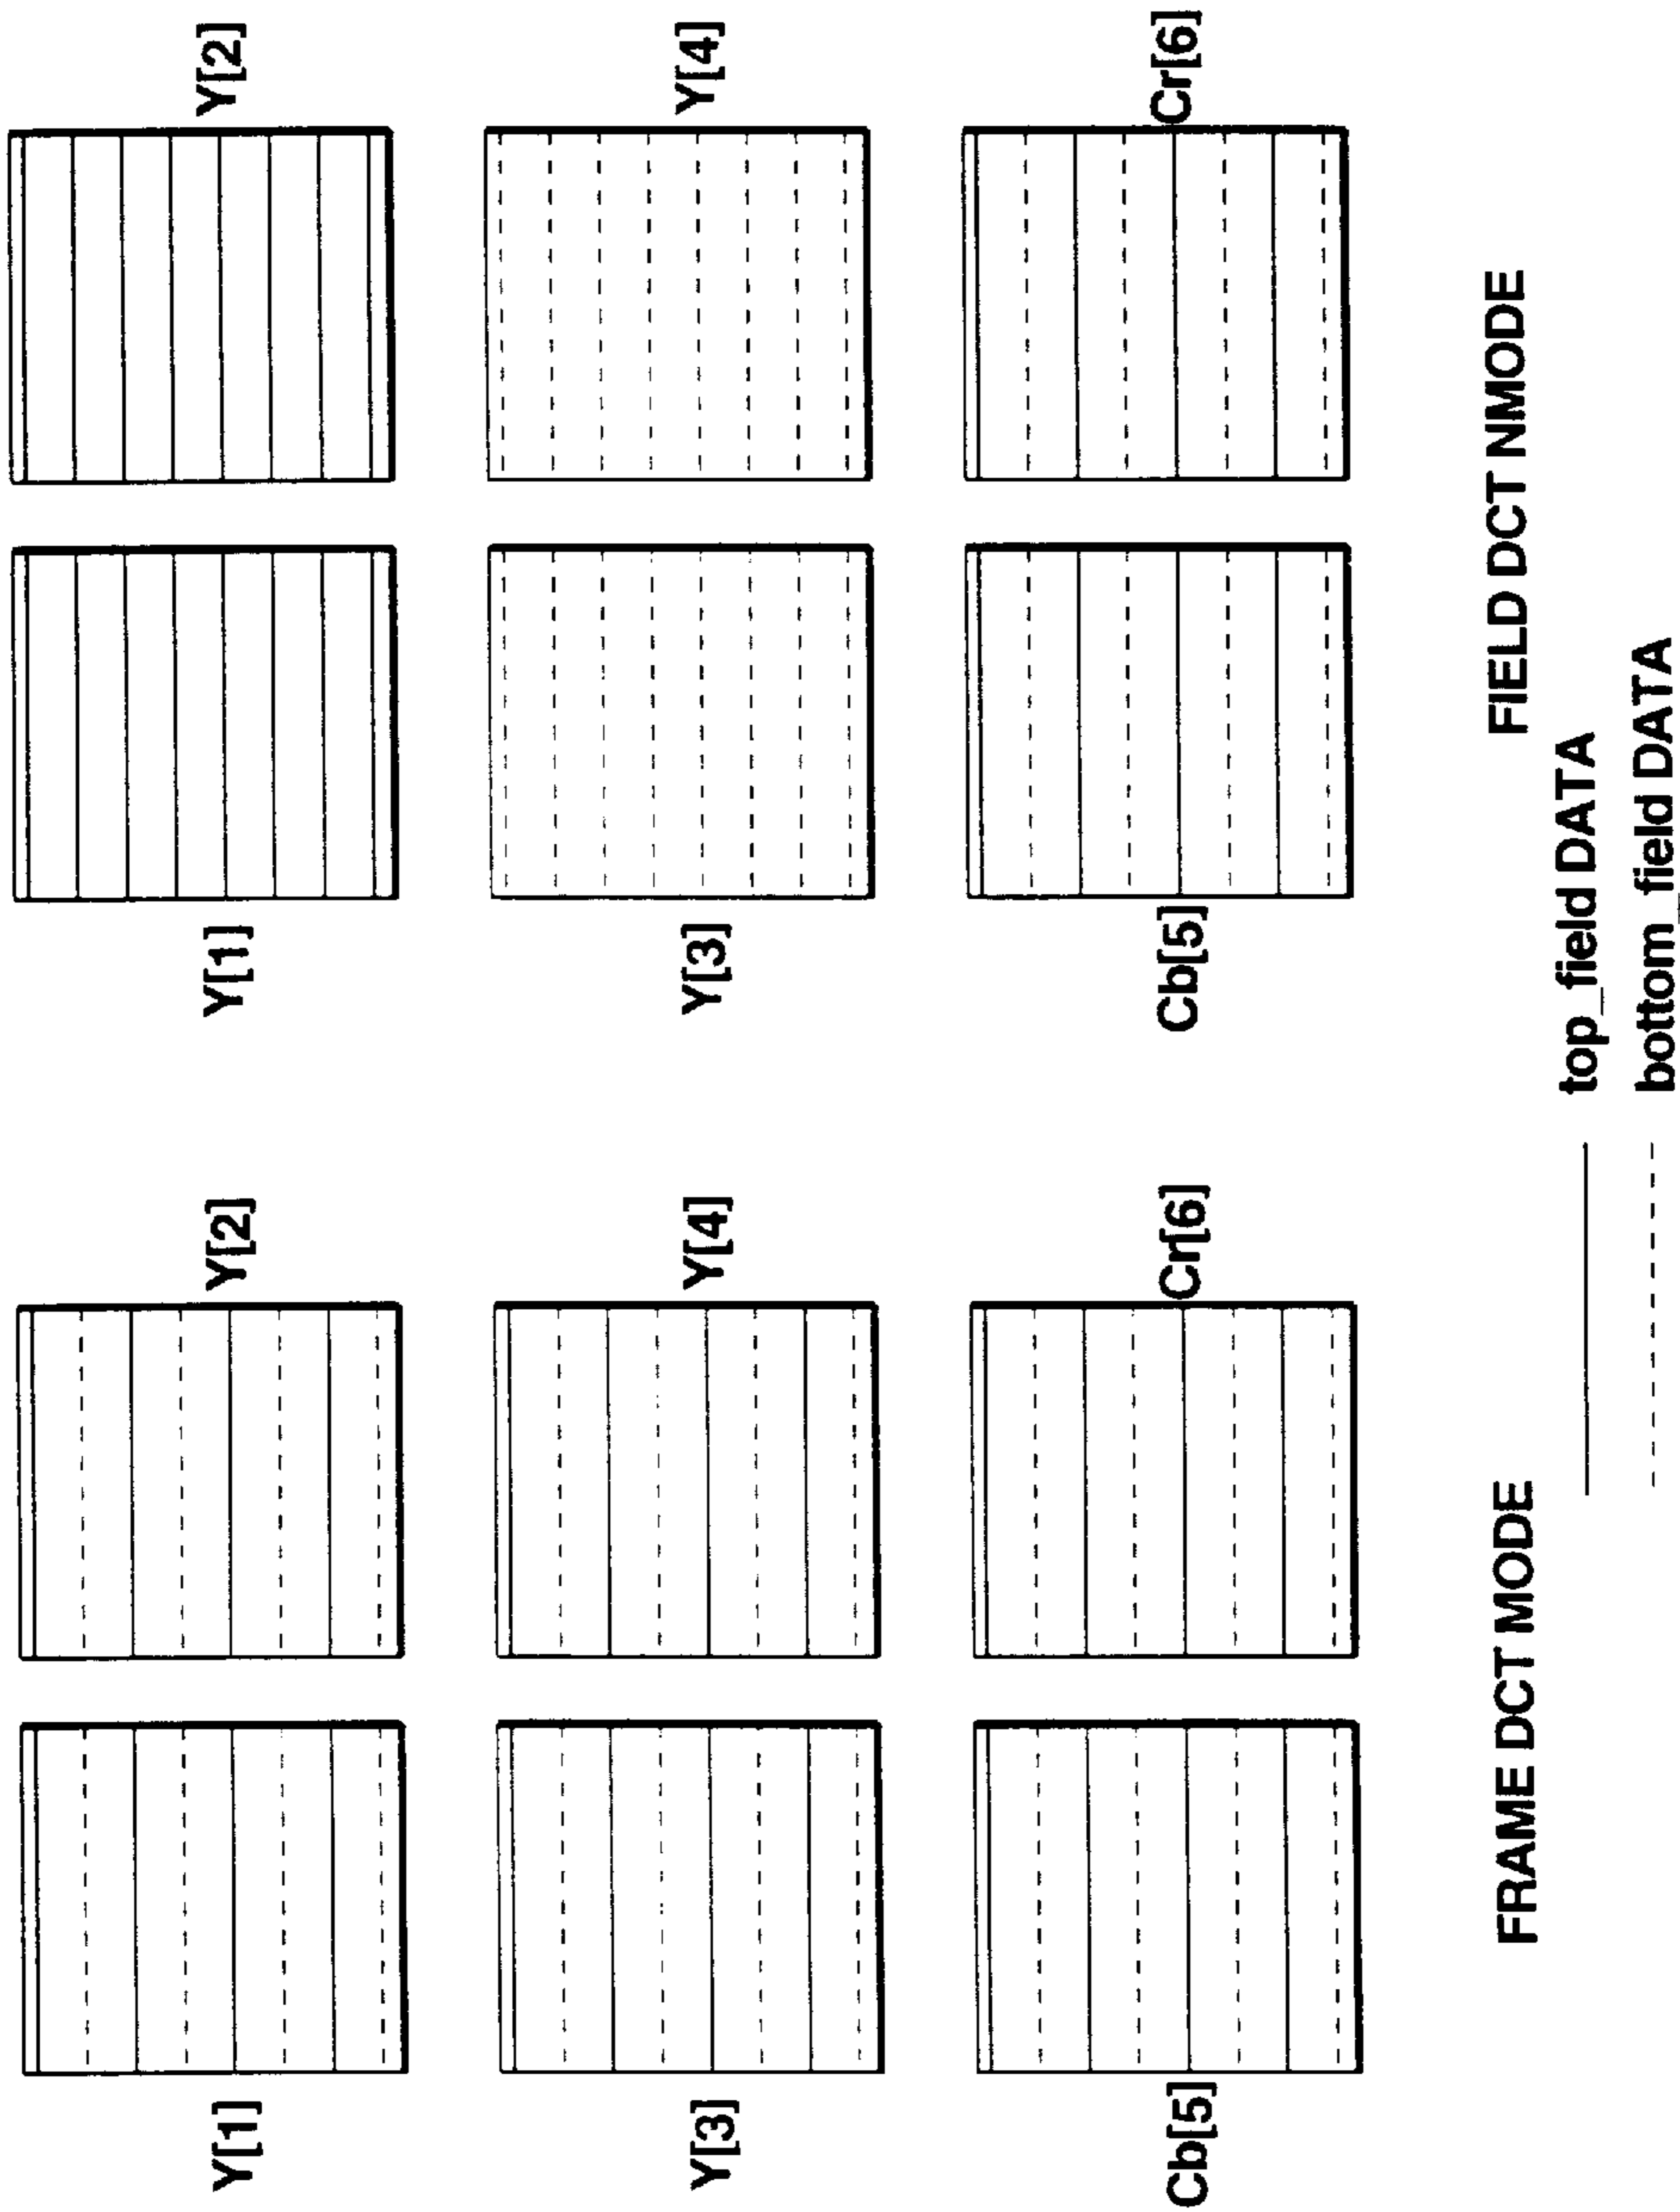 Y[1]
Y[2]
Y[3]
Y[4]
Cb[5]
Cr[6]
FRAME DCT MODE
Y[1]
Y[2]
Y[3]
Y[4]
Cb[5]
Cr[6]
FIELD DCT NMODE
top_field DATA
bottom_field DATA